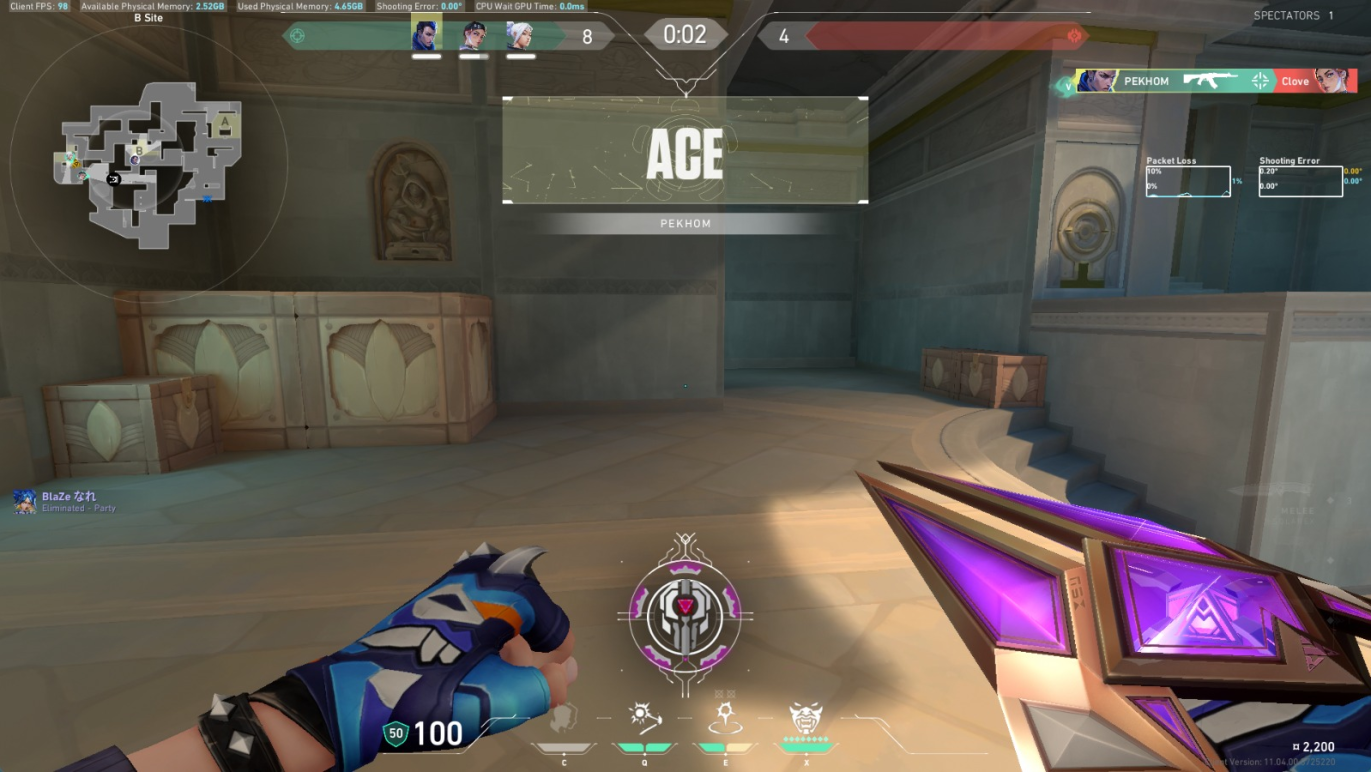 Client FPS: 98 Available Physical Memory: 2.52GB Used Physical Memory: 4.65GB Shooting Error: 0.00° CPU Wait GPU Time: 0.0ms
SPECTATORS 1
B Site
8 0:02 4
PEKHOM Clove
A
B
ACE
PEKHOM
Packet Loss
10%
0%
1%
Shooting Error
0.20°
0.00°
0.00°
0.00°
BlaZe なれ
Eliminated - Party
MELEE
50 100
C Q E X
2,200